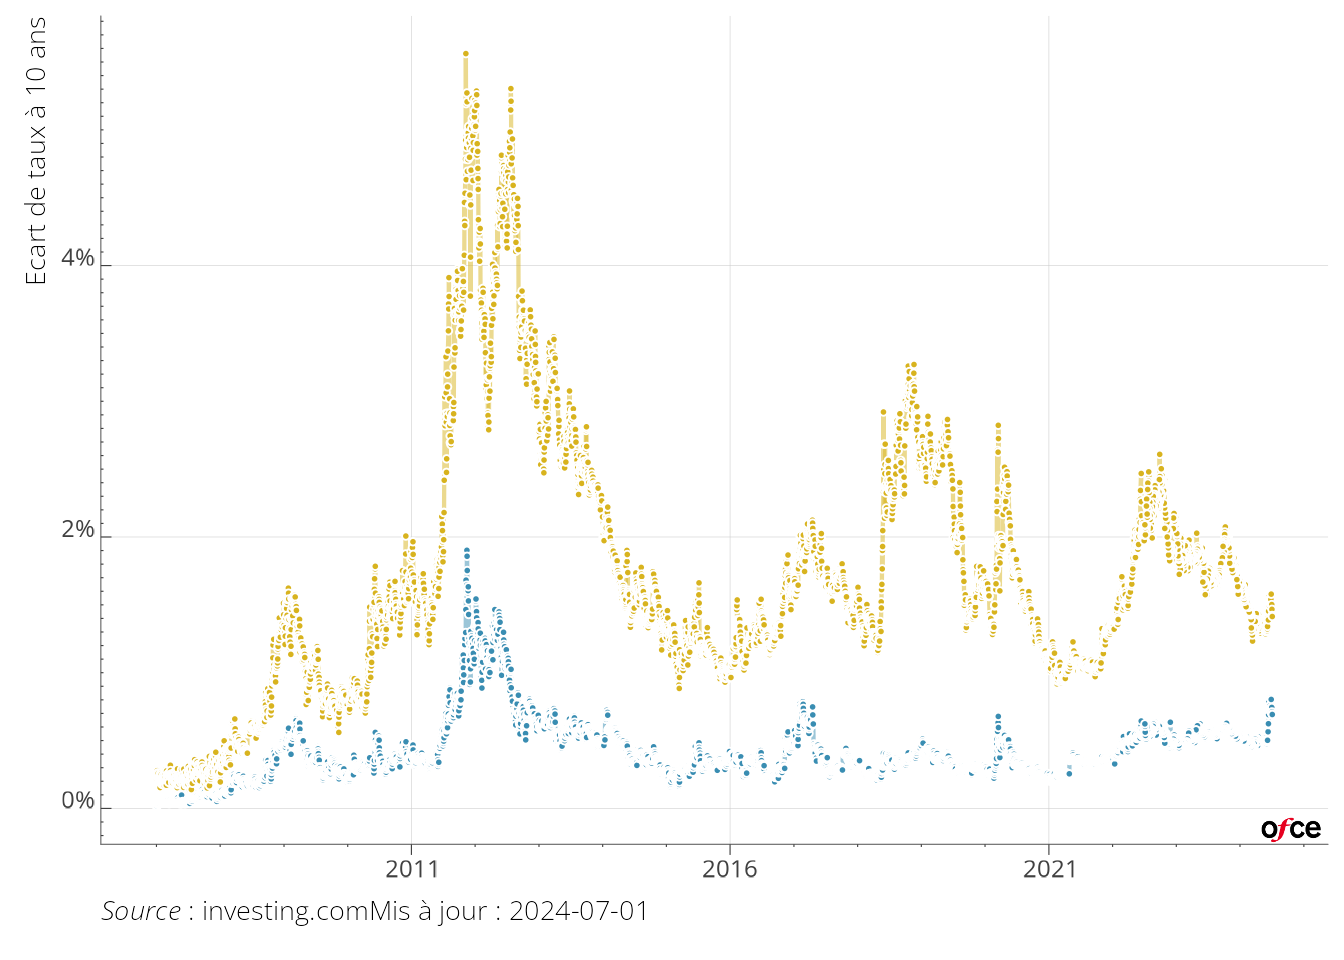 Ecart de taux à 10 ans
4%
2%
0%
2011
2016
2021
ofce
Source : investing.comMis à jour : 2024-07-01